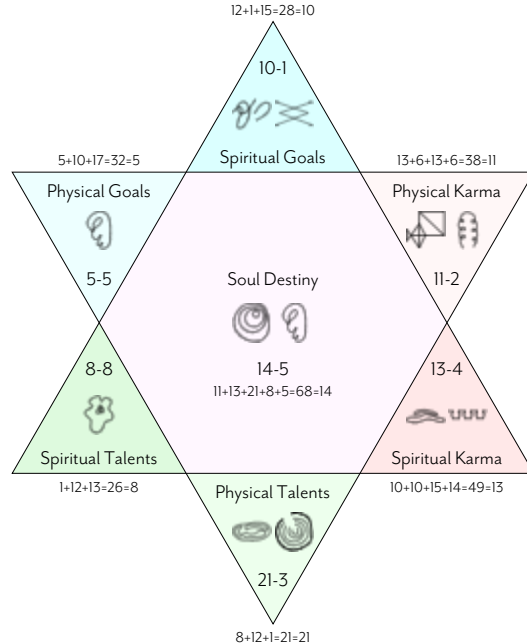 12+1+15=28=10
10-1
Spiritual Goals
5+10+17=32=5
Physical Goals
5-5
13+6+13+6=38=11
Physical Karma
11-2
Soul Destiny
14-5
11+13+21+8+5=68=14
8-8
Spiritual Talents
1+12+13=26=8
13-4
Spiritual Karma
10+10+15+14=49=13
Physical Talents
21-3
8+12+1=21=21